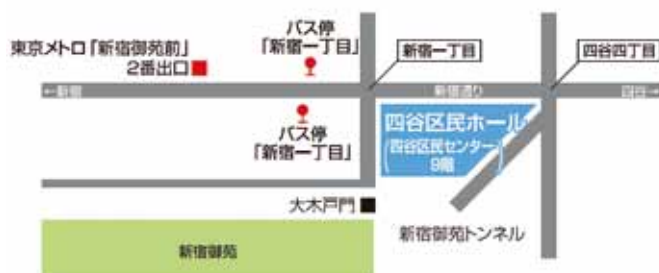 バス停
「新宿一丁目」
東京メトロ「新宿御苑前」
2番出口
新宿一丁目
四谷四丁目
←新宿
新宿通り
四谷→
バス停
「新宿一丁目」
四谷区民ホール
(四谷区民センター
9階)
大木戸門
新宿御苑トンネル
新宿御苑